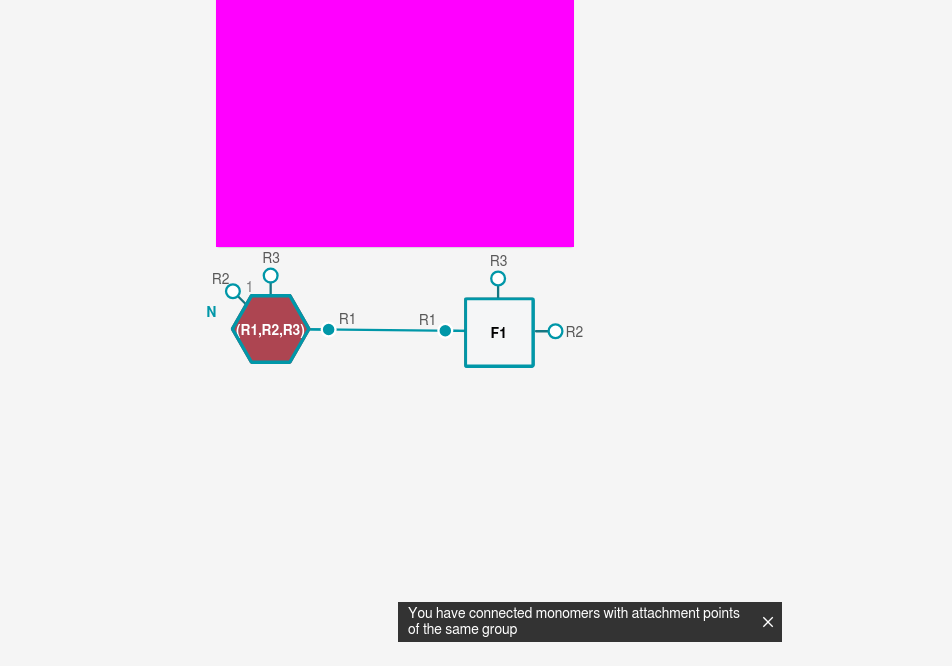 R3
R3
R2
1
N
(R1,R2,R3)
R1
R1
F1
R2
You have connected monomers with attachment points
of the same group